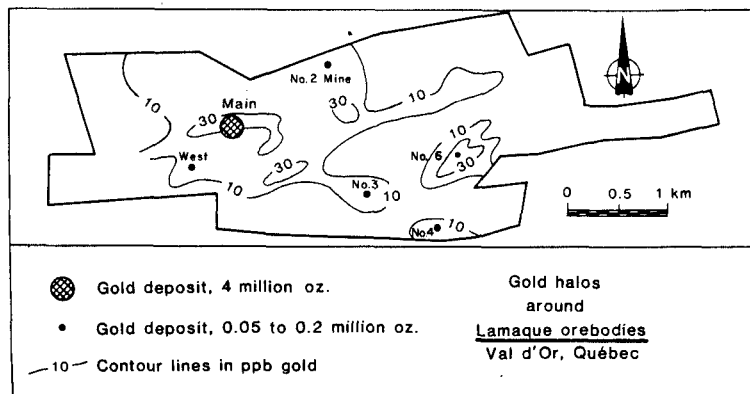 No. 2 Mine
N
10
Main
30
30
10
West
No. 6
30
30
10
No.3
10
10
No4
0 0.5 1 km
Gold deposit, 4 million oz.
Gold deposit, 0.05 to 0.2 million oz.
10 Contour lines in ppb gold
Gold halos
around
Lamaque orebodies
Val d'Or, Québec
10
10